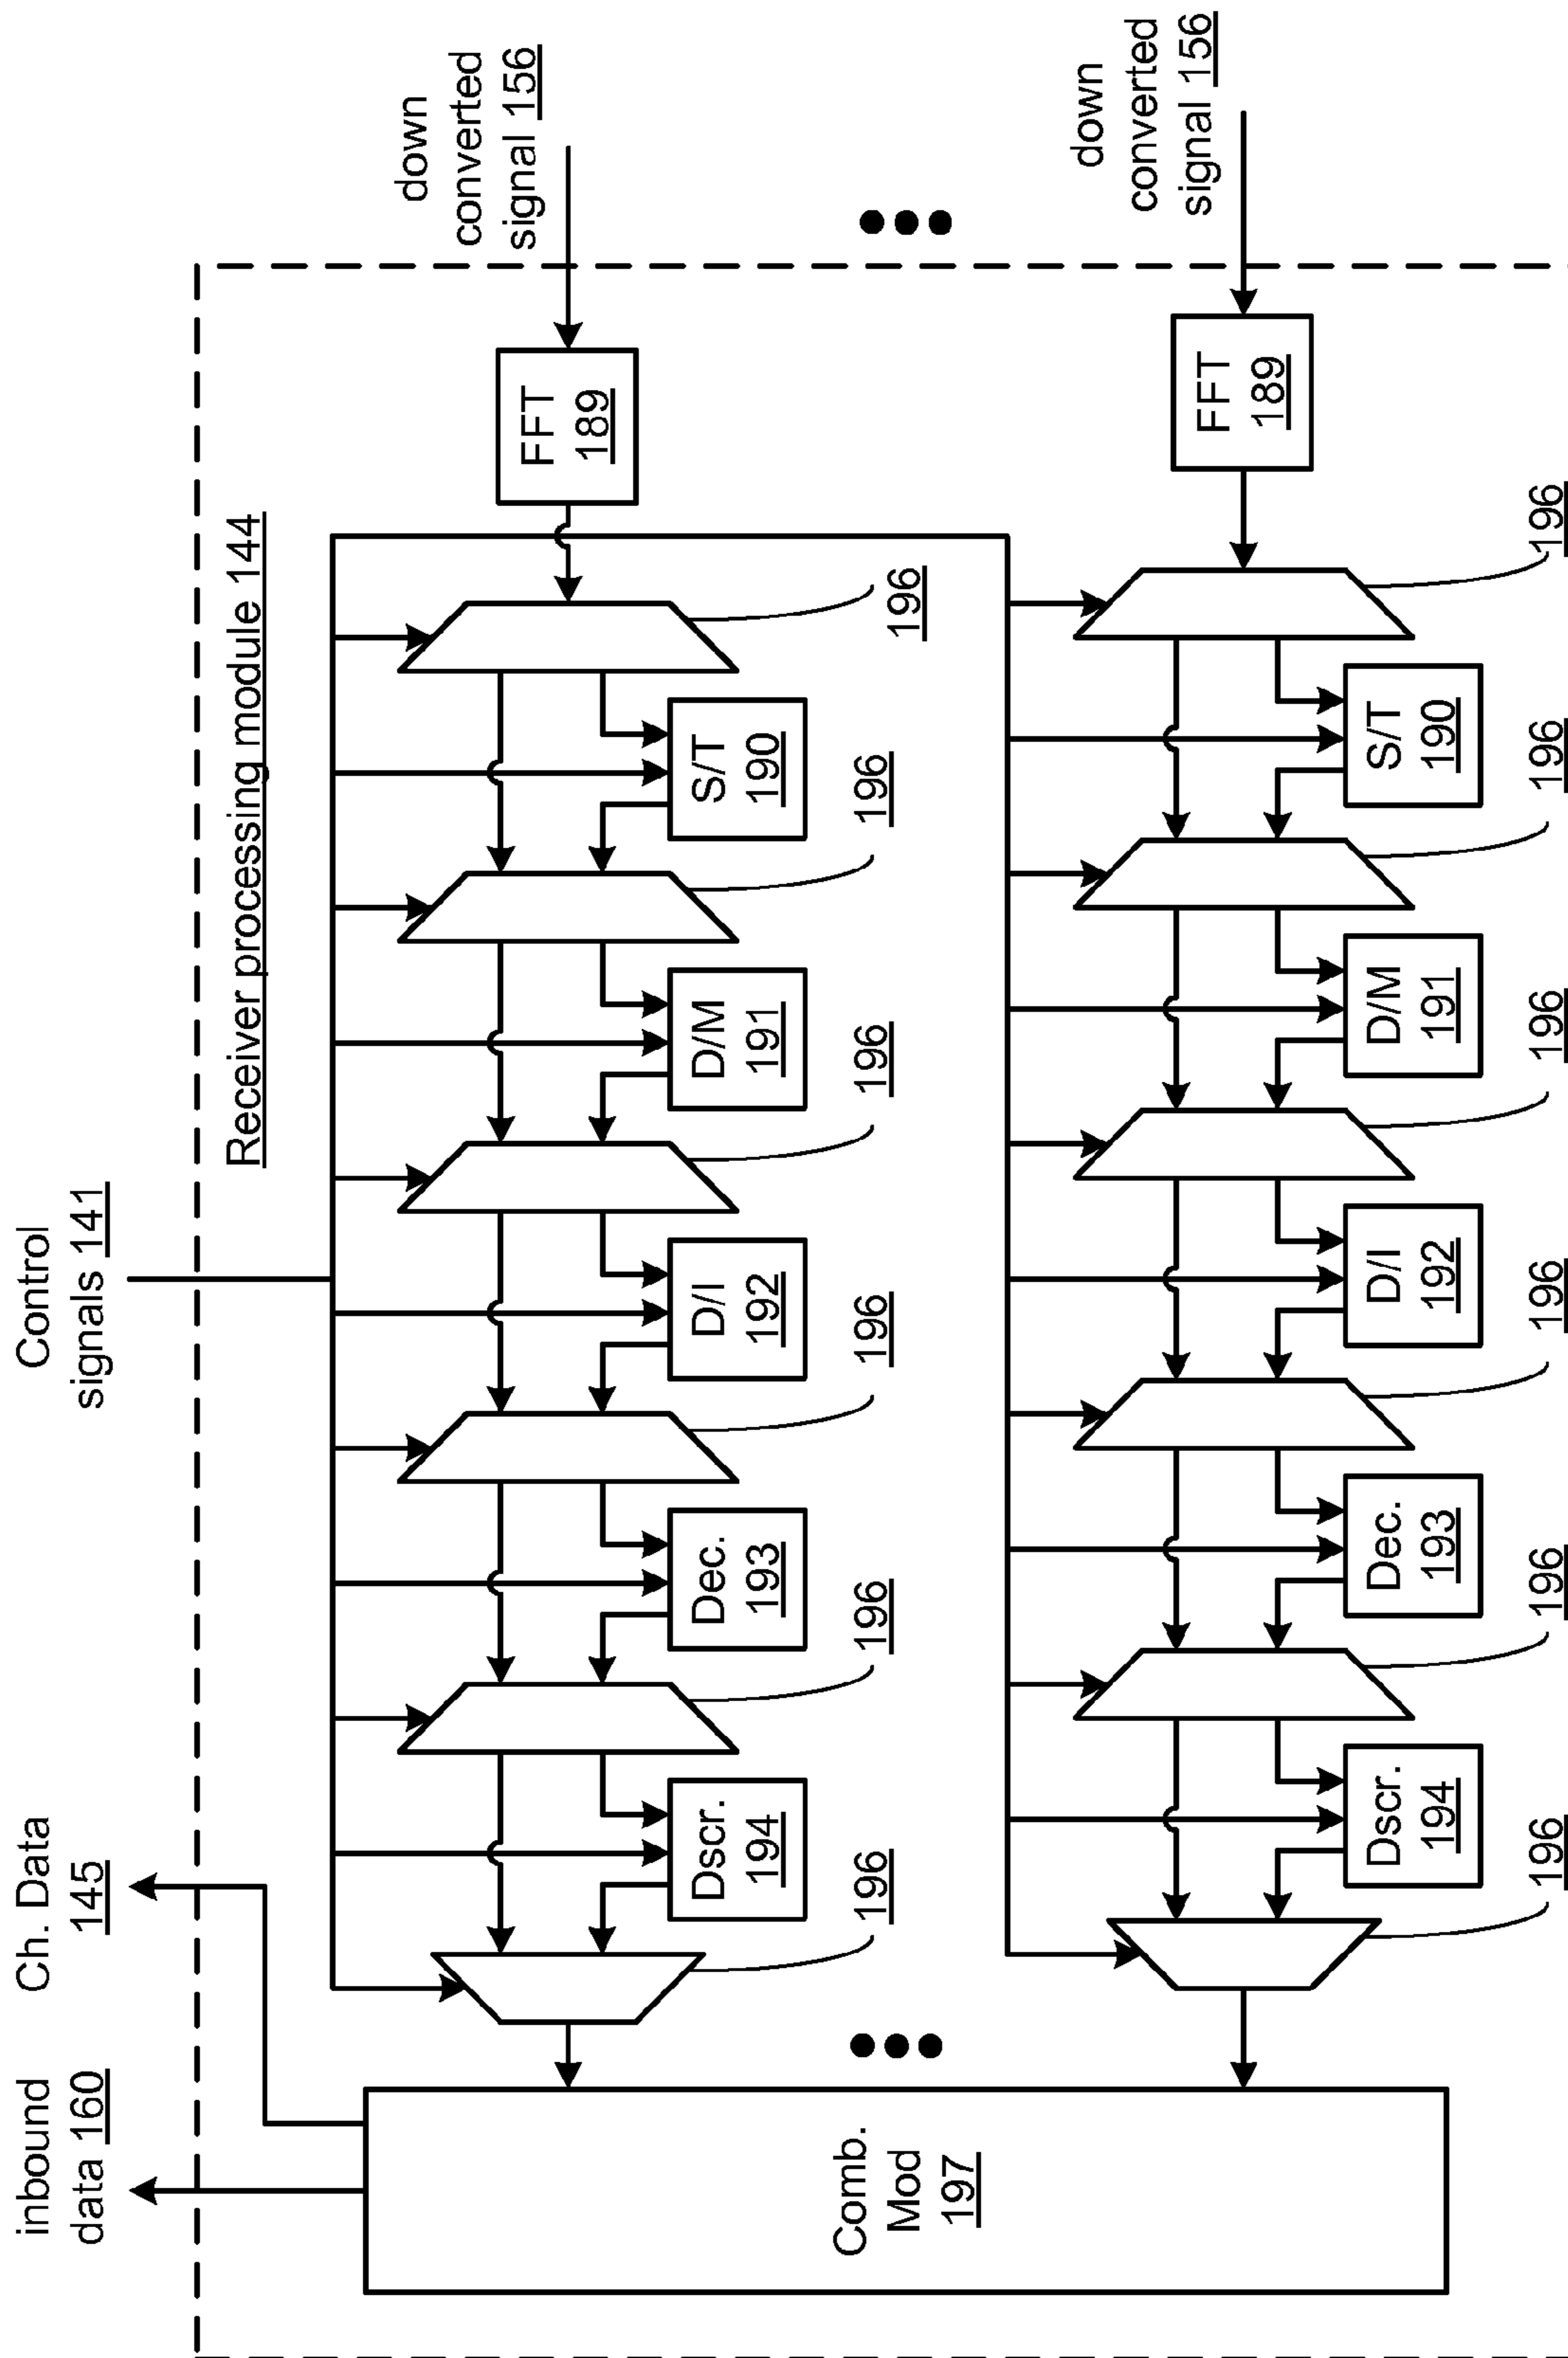 inbound
data 160
Ch. Data
145
Control
signals 141
Receiver processing module 144
down
converted
signal 156
Comb.
Mod
197
196
Dscr.
194
196
Dec.
193
196
D/I
192
196
D/M
191
196
S/T
190
196
FFT
189
down
converted
signal 156
196
Dscr.
194
196
Dec.
193
196
D/I
192
196
D/M
191
196
S/T
190
196
FFT
189